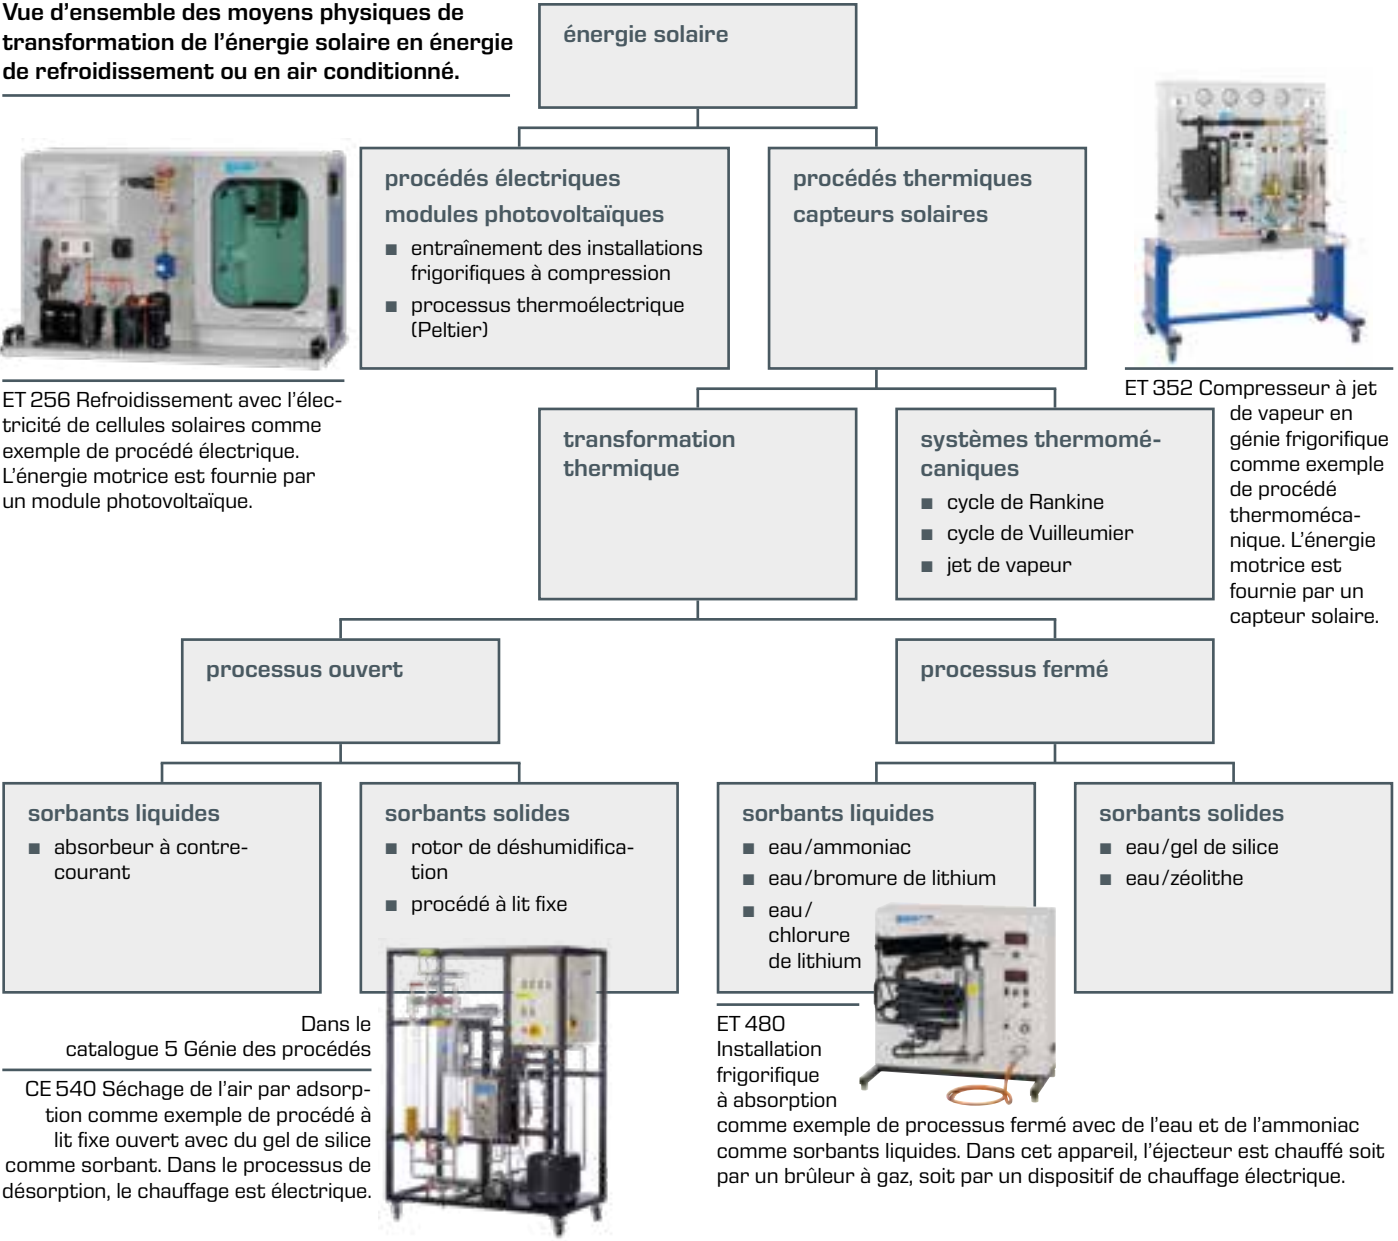 Vue d’ensemble des moyens physiques de
transformation de l’énergie solaire en énergie
de refroidissement ou en air conditionné.
énergie solaire
procédés électriques
modules photovoltaïques
■ entraînement des installations
frigorifiques à compression
■ processus thermoélectrique
(Peltier)
procédés thermiques
capteurs solaires
ET 256 Refroidissement avec l’élec-
tricité de cellules solaires comme
exemple de procédé électrique.
L’énergie motrice est fournie par
un module photovoltaïque.
transformation
thermique
systèmes thermomé-
caniques
■ cycle de Rankine
■ cycle de Vuilleumier
■ jet de vapeur
ET 352 Compresseur à jet
de vapeur en
génie frigorifique
comme exemple
de procédé
thermoméca-
nique. L’énergie
motrice est
fournie par un
capteur solaire.
processus ouvert
processus fermé
sorbants liquides
■ absorbeur à contre-
courant
sorbants solides
■ rotor de déshumidifica-
tion
■ procédé à lit fixe
sorbants liquides
■ eau/ammoniac
■ eau/bromure de lithium
■ eau/
chlorure
de lithium
sorbants solides
■ eau/gel de silice
■ eau/zéolithe
Dans le
catalogue 5 Génie des procédés
CE 540 Séchage de l’air par adsorp-
tion comme exemple de procédé à
lit fixe ouvert avec du gel de silice
comme sorbant. Dans le processus de
désorption, le chauffage est électrique.
ET 480
Installation
frigorifique
à absorption
comme exemple de processus fermé avec de l’eau et de l’ammoniac
comme sorbants liquides. Dans cet appareil, l’éjecteur est chauffé soit
par un brûleur à gaz, soit par un dispositif de chauffage électrique.